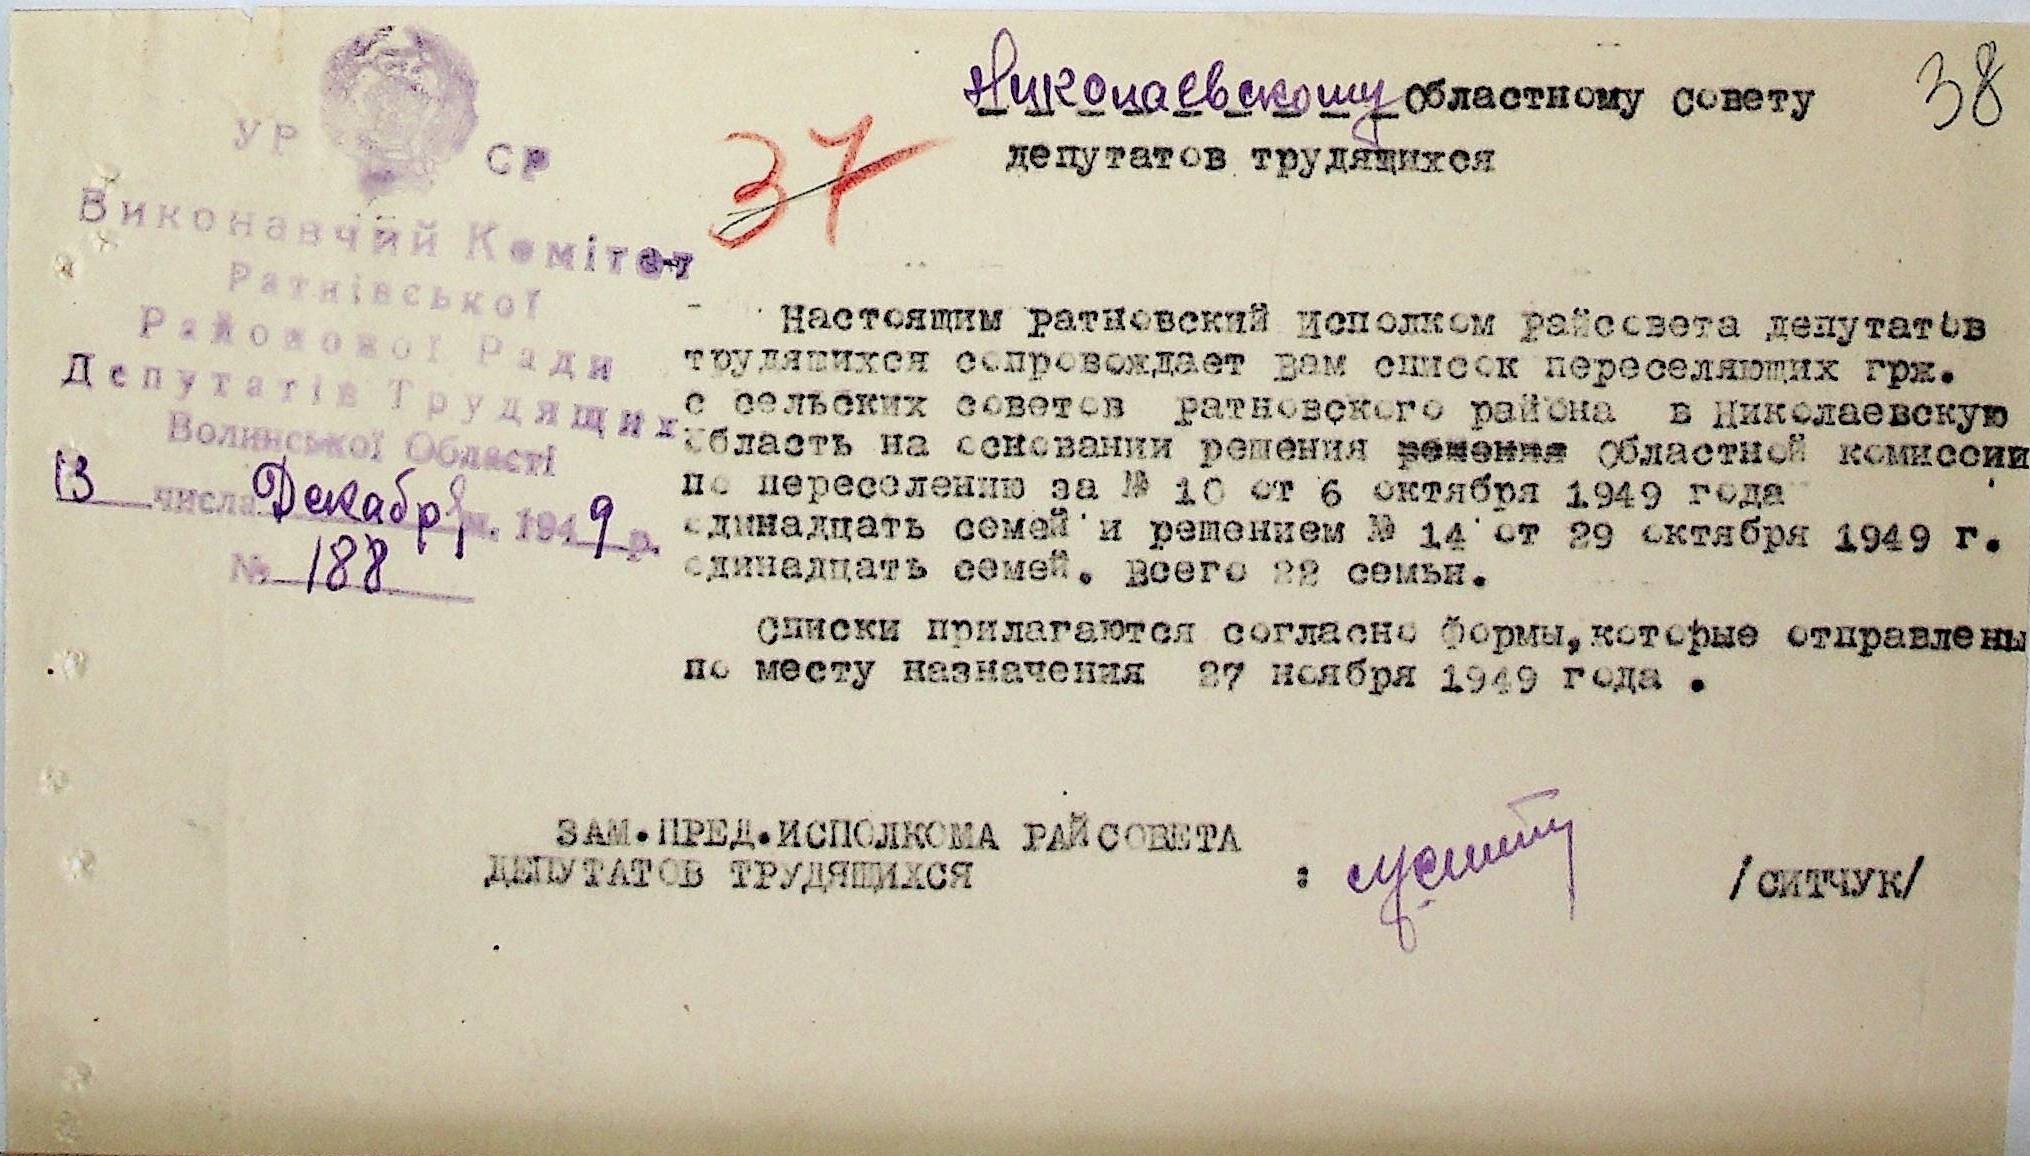 38
Николаевскому Областному совету
депутатов трудящихся
37
УР СР
Виконавчий Комітет
Ратнівської
Районової Ради
Депутатів Трудящих
Волинської Області
13 числа Декабря м. 1949 р.
№ 188
Настоящим ратновский исполком райсовета депутатов
трудящихся сопровождает вам список переселяющих грж.
с сельских советов ратновского района в Николаевскую
область на основании решения решения Областной комиссии
по переселению за № 10 от 6 октября 1949 года
единадцать семей и решением № 14 от 29 октября 1949 г.
единадцать семей. всего 22 семьи.
Списки прилагаются согласно формы, которые отправлены
по месту назначения 27 ноября 1949 года .
ЗАМ.ПРЕД.ИСПОЛКОМА РАЙСОВЕТА
ДЕПУТАТОВ ТРУДЯЩИХСЯ : /СИТЧУК/